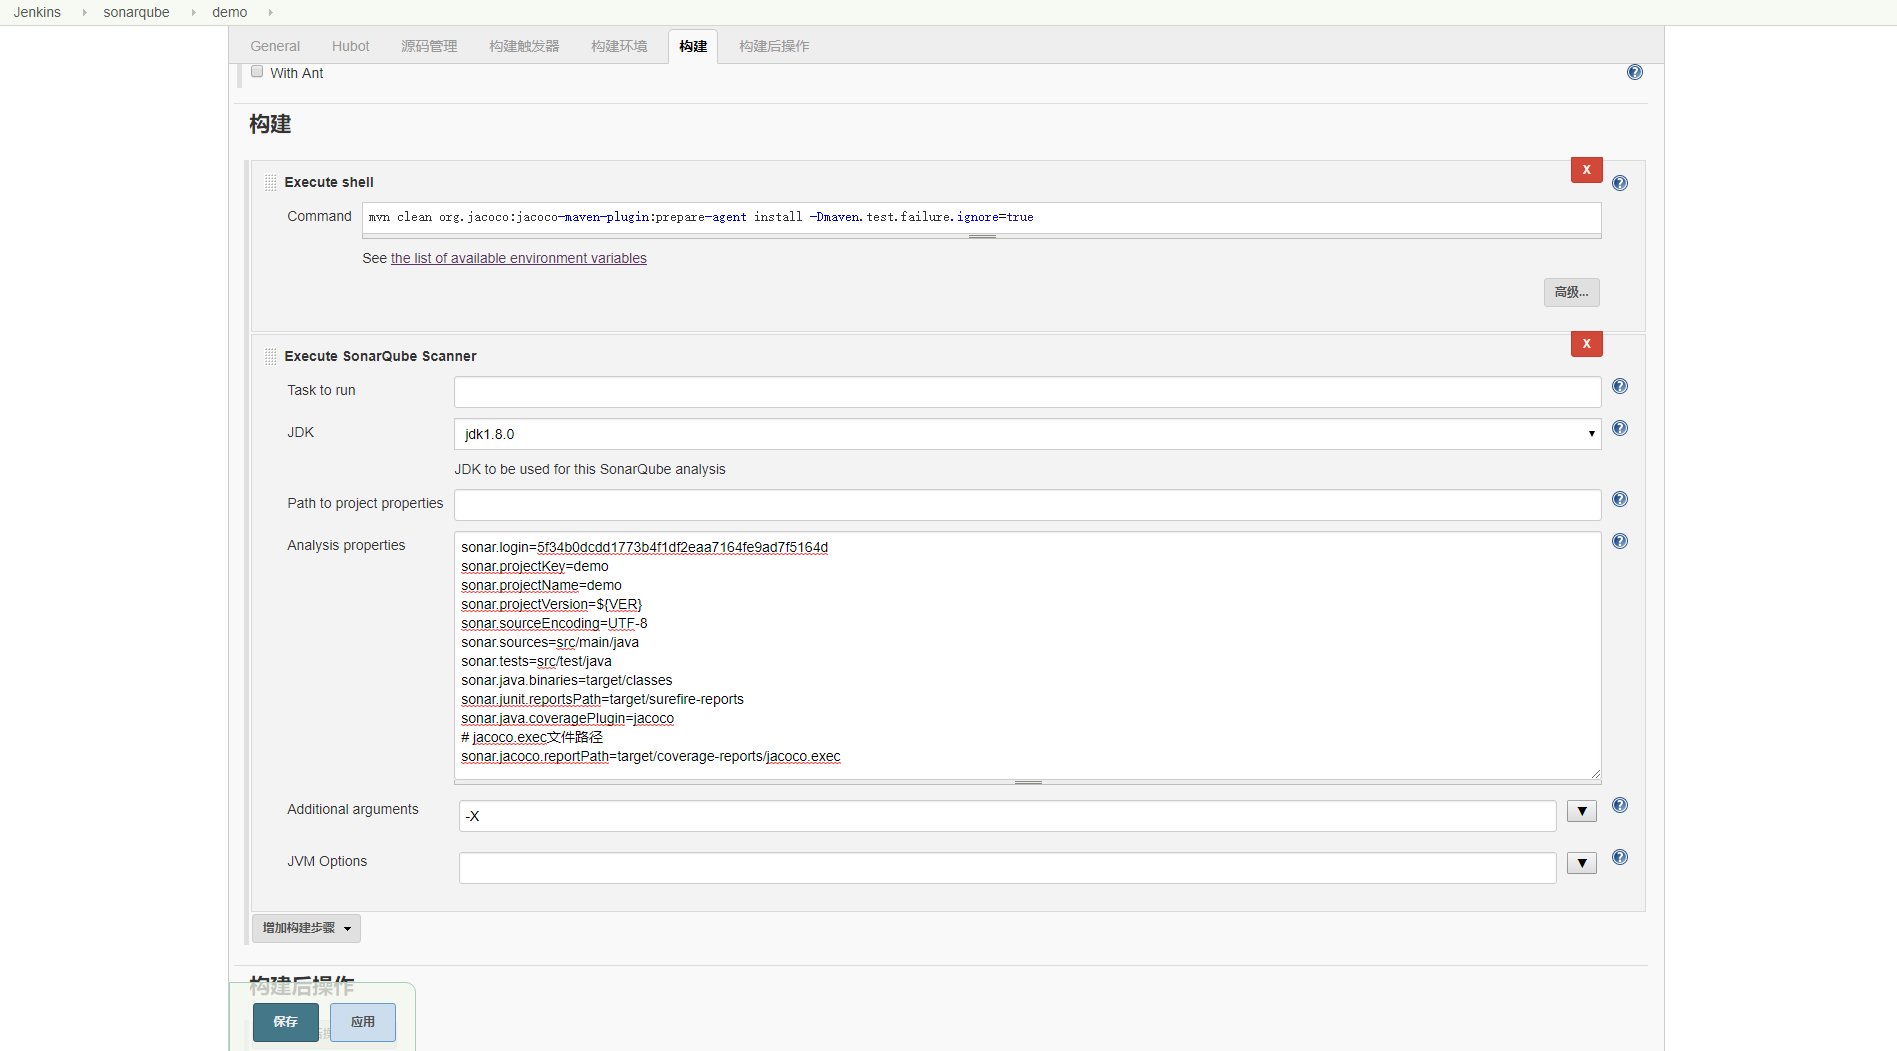 Jenkins sonarqube demo
General Hubot 源码管理 构建触发器 构建环境 构建 构建后操作
With Ant
构建
X
Execute shell
Command mvn clean org.jacoco:jacoco-maven-plugin:prepare-agent install -Dmaven.test.failure.ignore=true
See the list of available environment variables
高级...
X
Execute SonarQube Scanner
Task to run
JDK jdk1.8.0
JDK to be used for this SonarQube analysis
Path to project properties
Analysis properties sonar.login=5f34b0dcdd1773b4f1df2eaa7164fe9ad7f5164d
sonar.projectKey=demo
sonar.projectName=demo
sonar.projectVersion=${VER}
sonar.sourceEncoding=UTF-8
sonar.sources=src/main/java
sonar.tests=src/test/java
sonar.java.binaries=target/classes
sonar.junit.reportsPath=target/surefire-reports
sonar.java.coveragePlugin=jacoco
# jacoco.exec文件路径
sonar.jacoco.reportPath=target/coverage-reports/jacoco.exec
Additional arguments -X
JVM Options
增加构建步骤
构建后操作
保存 应用